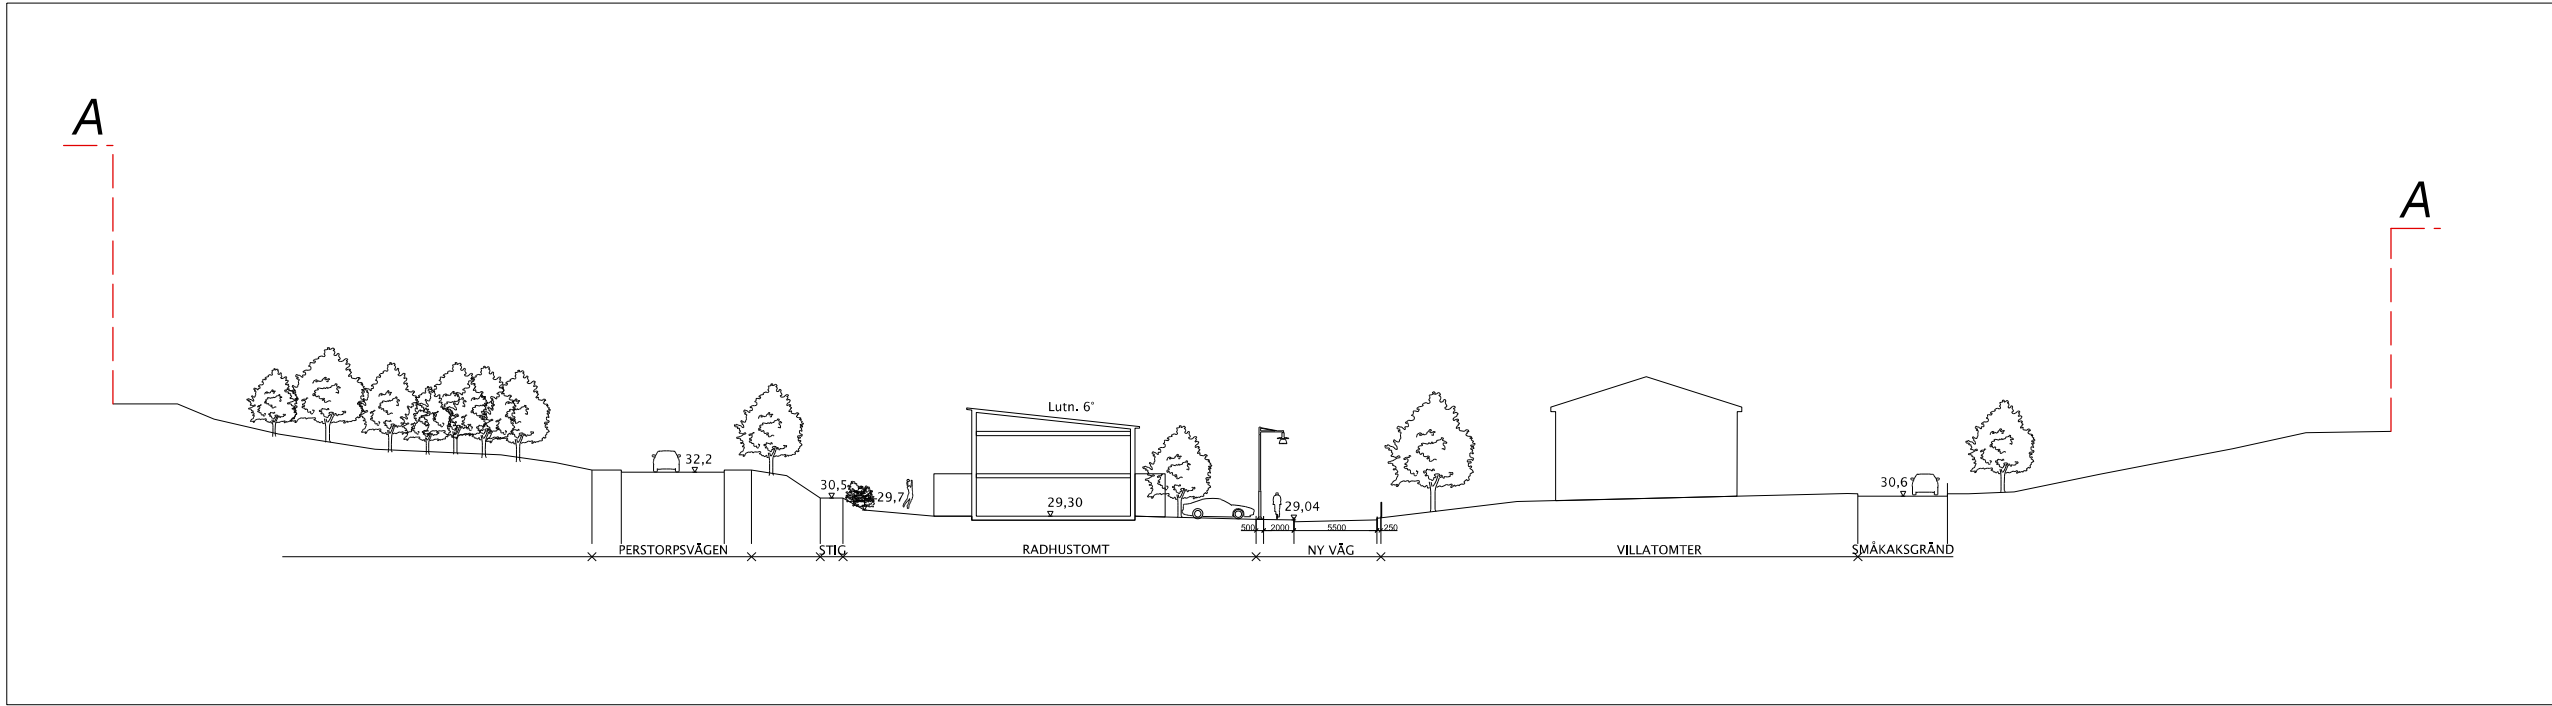 A
A
Lutn. 6°
32,2
30,5
29,7
29,30
29,04
30,6
500 2000 5500 250
PERSTORPSVÄGEN STIG RADHUSTOMT NY VÄG VILLATOMTER SMÅKAKSGRÄND